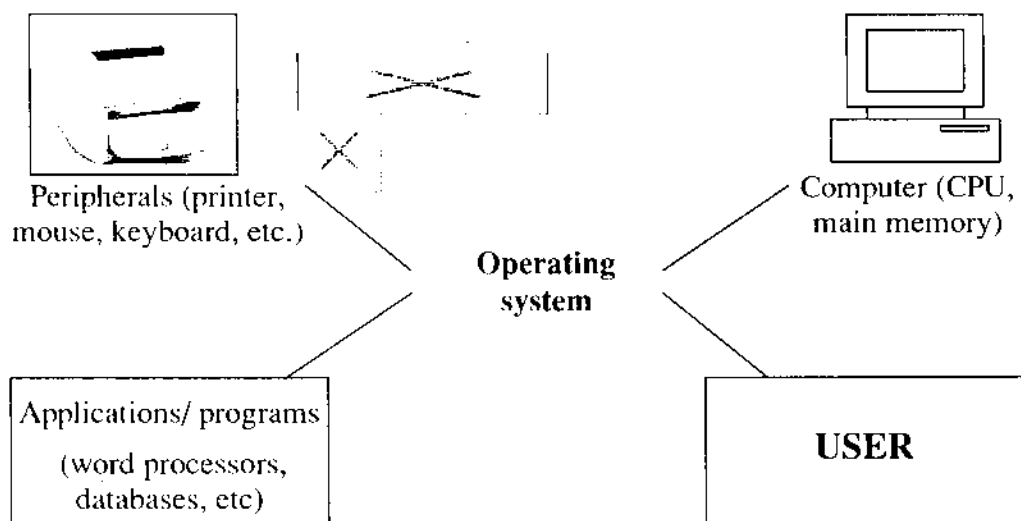 Peripherals (printer,
mouse, keyboard, etc.)
Computer (CPU,
main memory)
Operating
system
Applications/ programs
(word processors,
databases, etc)
USER